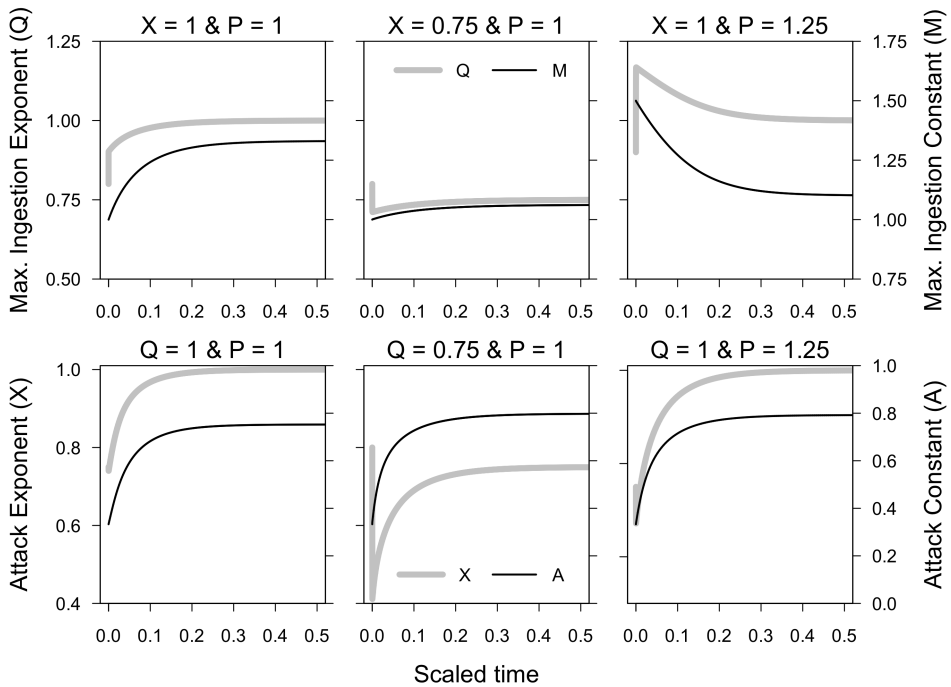 X = 1 & P = 1
X = 0.75 & P = 1
X = 1 & P = 1.25
Max. Ingestion Exponent (Q)
1.25
1.00
0.75
0.50
Q M
1.75
1.50
1.25
1.00
0.75
Max. Ingestion Constant (M)
0.0 0.1 0.2 0.3 0.4 0.5
0.0 0.1 0.2 0.3 0.4 0.5
0.0 0.1 0.2 0.3 0.4 0.5
Q = 1 & P = 1
Q = 0.75 & P = 1
Q = 1 & P = 1.25
Attack Exponent (X)
1.0
0.8
0.6
0.4
X A
1.0
0.8
0.6
0.4
0.2
0.0
Attack Constant (A)
0.0 0.1 0.2 0.3 0.4 0.5
0.0 0.1 0.2 0.3 0.4 0.5
0.0 0.1 0.2 0.3 0.4 0.5
Scaled time